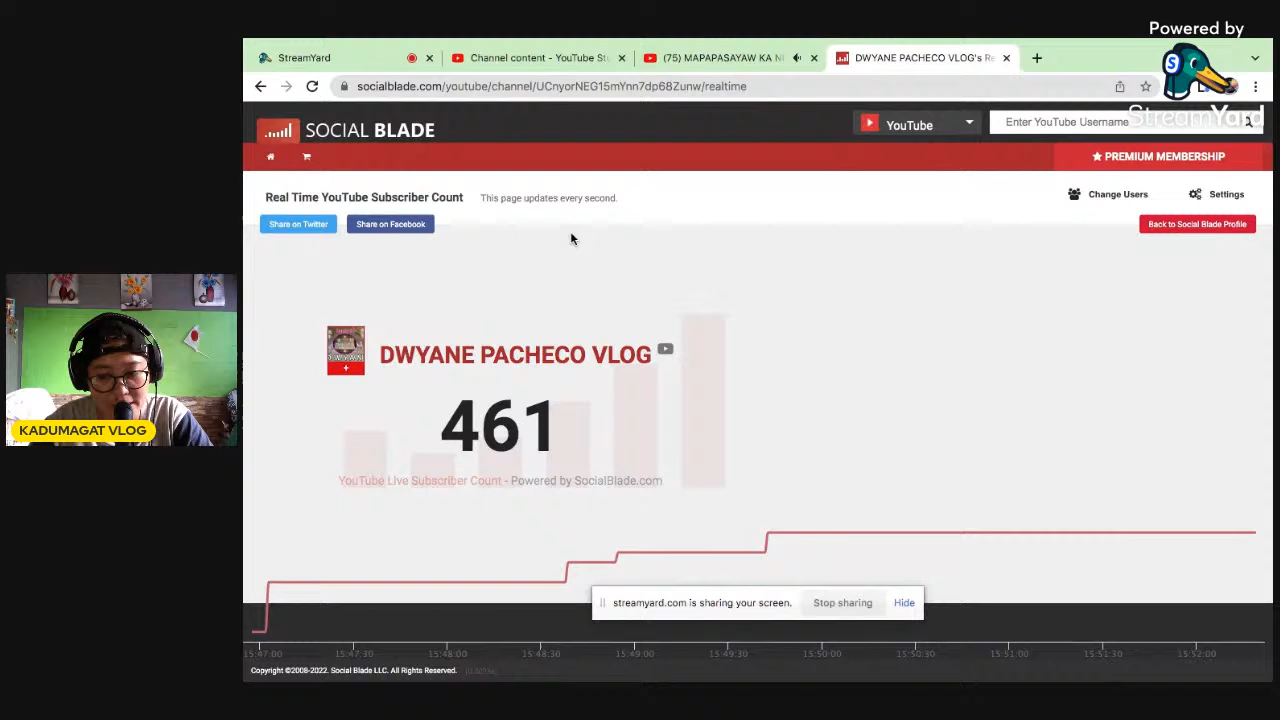 Powered by
StreamYard
StreamYard
Channel content - YouTube Stu
(75) MAPAPASAYAW KA N
DWYANE PACHECO VLOG's Re
socialblade.com/youtube/channel/UCnyorNEG15mYnn7dp68Zunw/realtime
SOCIAL BLADE
YouTube
Enter YouTube Username
PREMIUM MEMBERSHIP
Real Time YouTube Subscriber Count
This page updates every second.
Change Users
Settings
Share on Twitter
Share on Facebook
Back to Social Blade Profile
DWYANE PACHECO VLOG
461
YouTube Live Subscriber Count - Powered by SocialBlade.com
KADUMAGAT VLOG
streamyard.com is sharing your screen.
Stop sharing
Hide
15:47:00
15:47:30
15:48:00
15:48:30
15:49:00
15:49:30
15:50:00
15:50:30
15:51:00
15:51:30
15:52:00
Copyright ©2008-2022. Social Blade LLC. All Rights Reserved.